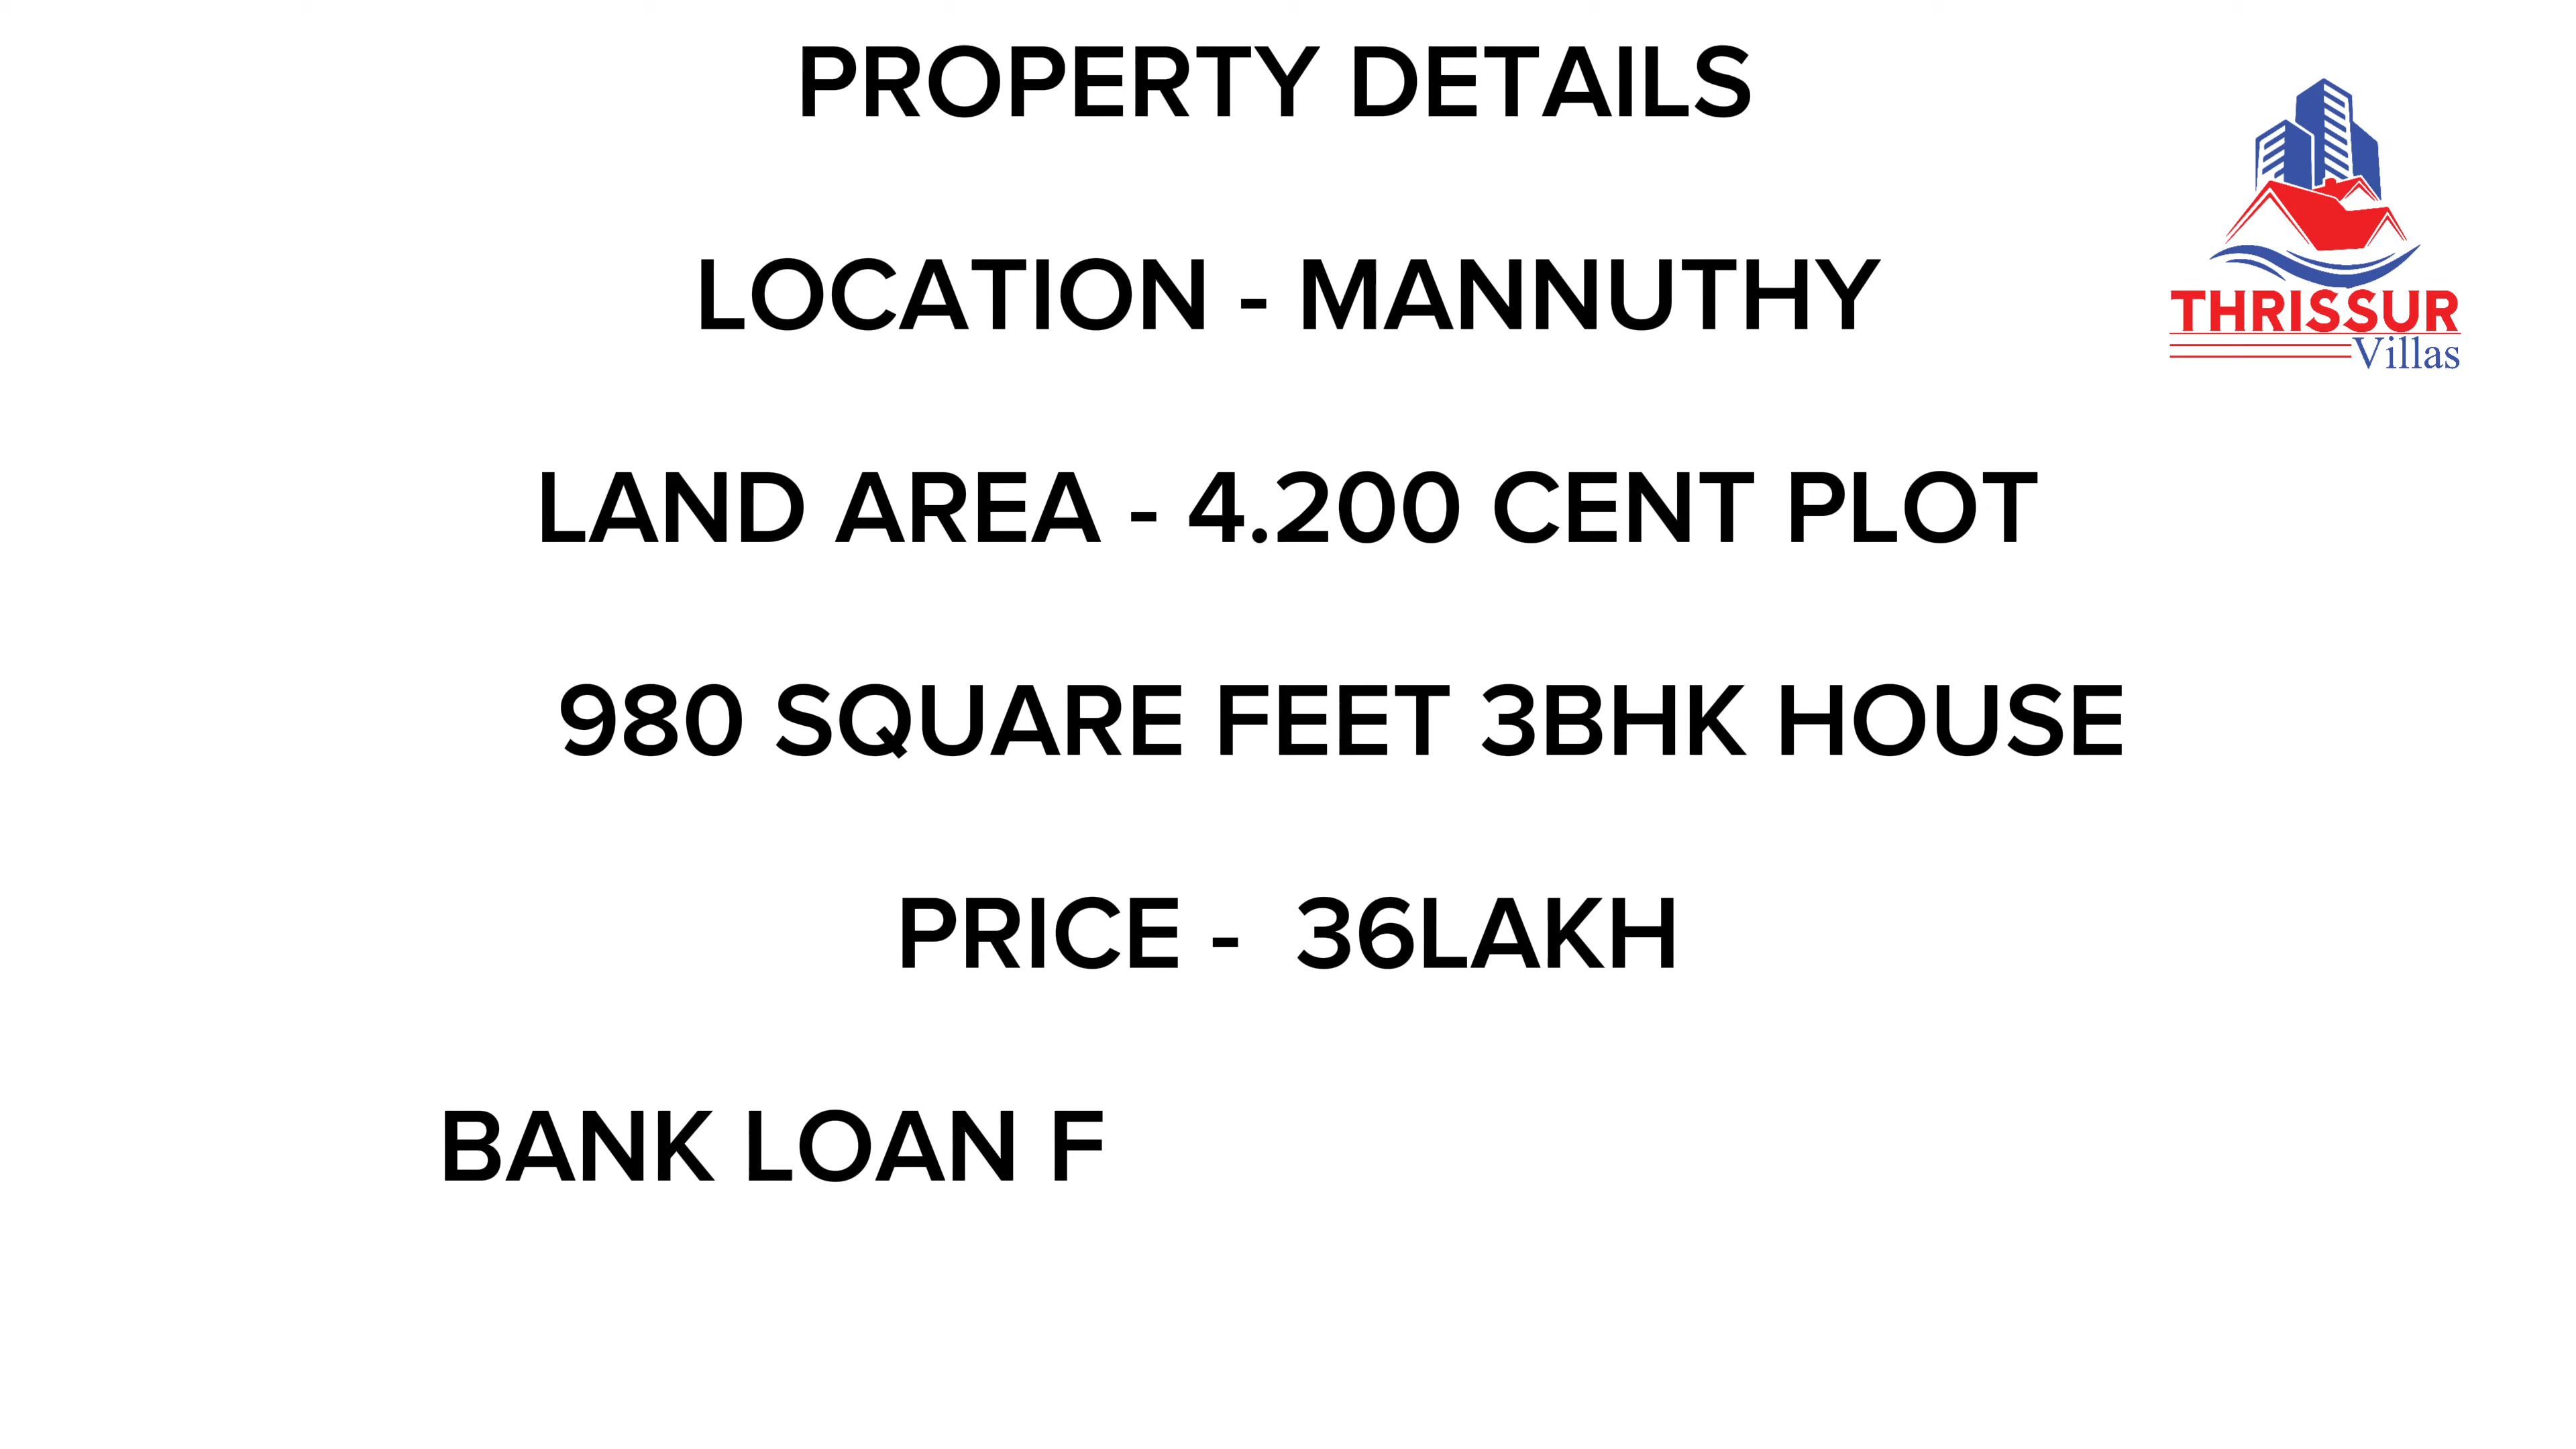 PROPERTY DETAILS
LOCATION - MANNUTHY
THRISSUR
Villas
LAND AREA - 4.200 CENT PLOT
980 SQUARE FEET 3BHK HOUSE
PRICE -  36LAKH
BANK LOAN F